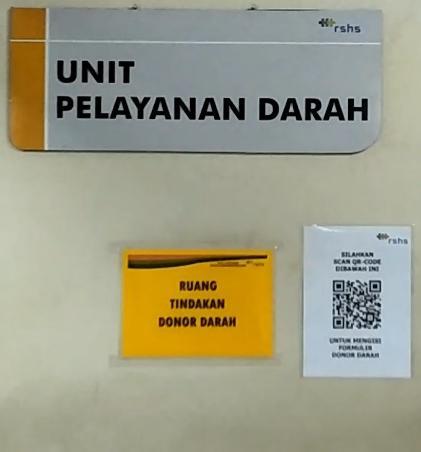 rshs
UNIT
PELAYANAN DARAH
RUANG
TINDAKAN
DONOR DARAH
rshs
SILAHKAN
SCAN QR-CODE
DIBAWAH INI
UNTUK MENGISI
FORMULIR
DONOR DARAH